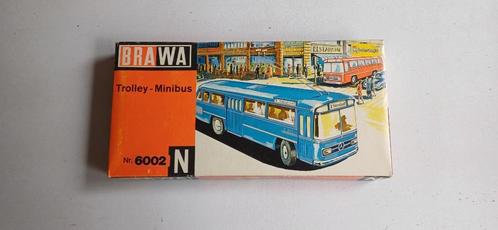 BRAWA
Trolley-Minibus
Nr. 6002 N
RESTAURANT